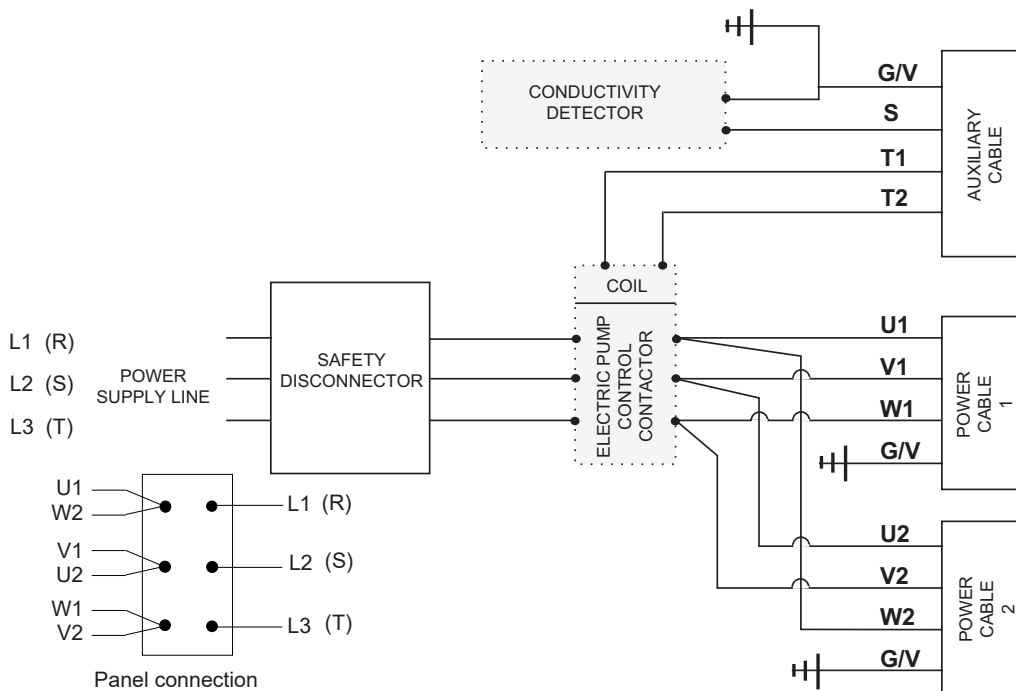 G/V
CONDUCTIVITY
DETECTOR
S
T1
T2
AUXILIARY
CABLE
COIL
L1 (R)
L2 (S)
L3 (T)
POWER
SUPPLY LINE
SAFETY
DISCONNECTOR
ELECTRIC PUMP
CONTROL
CONTACTOR
U1
V1
W1
G/V
POWER
CABLE
1
U2
V2
W2
G/V
POWER
CABLE
2
U1
W2
V1
U2
W1
V2
L1 (R)
L2 (S)
L3 (T)
Panel connection